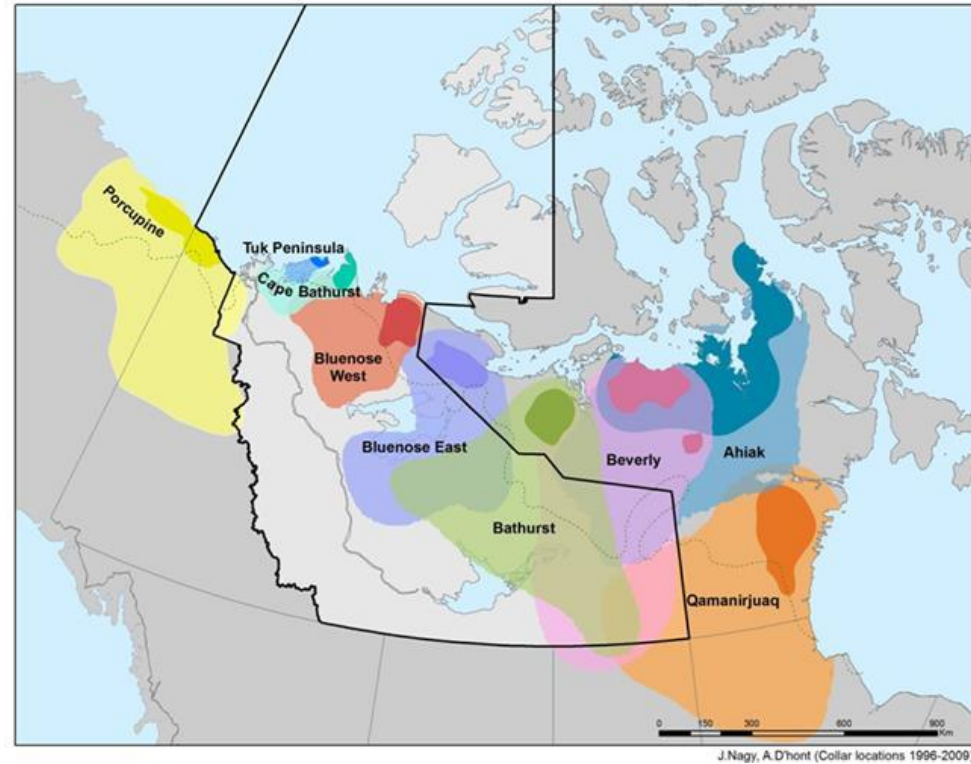 Porcupine
Tuk Peninsula
Cape Bathurst
Bluenose
West
Bluenose East
Beverly
Ahiak
Bathurst
Qamanirjuaq
0 150 300 600 900
Km
J.Nagy, A.D'hont (Collar locations 1996-2009)